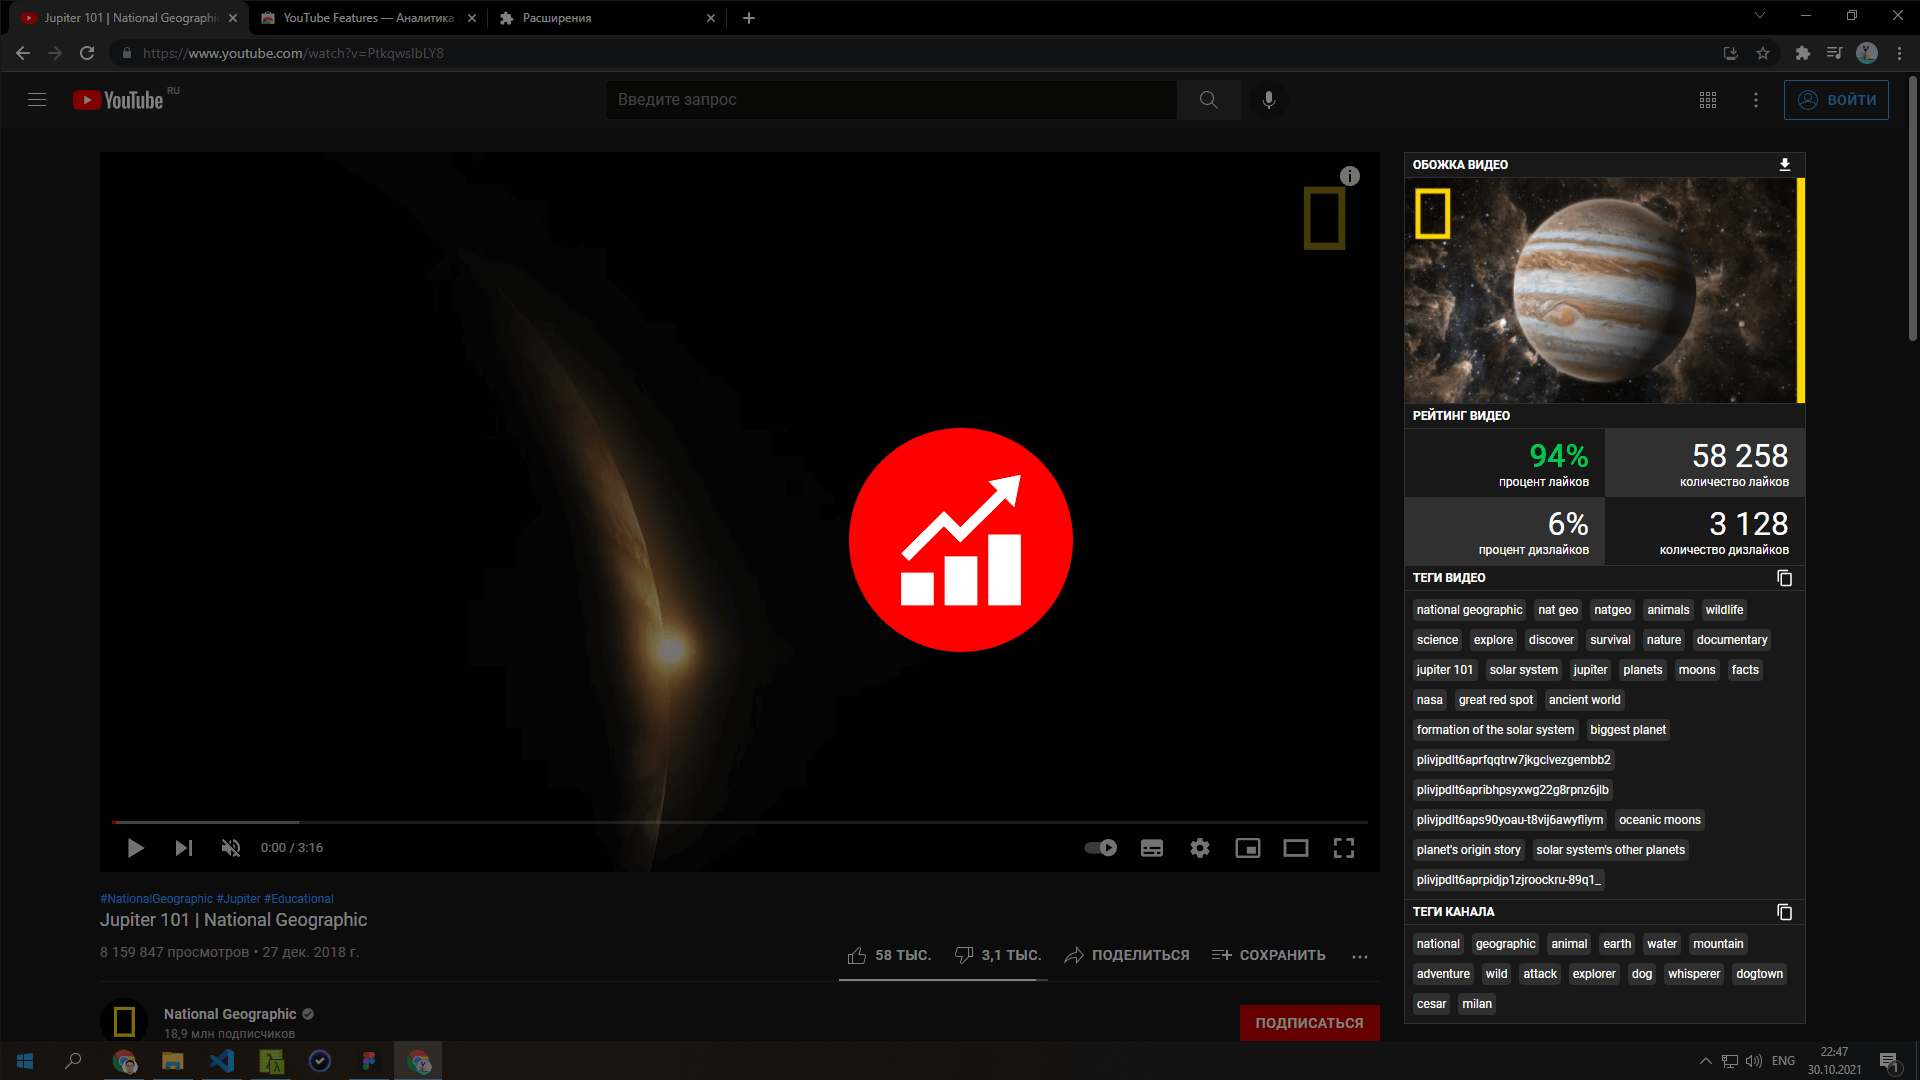 Jupiter 101 | National Geographic
YouTube Features — Аналитика
Расширения
https://www.youtube.com/watch?v=PtkqwslbLY8
YouTube RU
Введите запрос
ВОЙТИ
0:00 / 3:16
#NationalGeographic #Jupiter #Educational
Jupiter 101 | National Geographic
8 159 847 просмотров • 27 дек. 2018 г.
58 ТЫС.
3,1 ТЫС.
ПОДЕЛИТЬСЯ
СОХРАНИТЬ
National Geographic
18,9 млн подписчиков
ПОДПИСАТЬСЯ
ОБОЖКА ВИДЕО
РЕЙТИНГ ВИДЕО
94%
процент лайков
58 258
количество лайков
6%
процент дизлайков
3 128
количество дизлайков
ТЕГИ ВИДЕО
national geographic nat geo natgeo animals wildlife
science explore discover survival nature documentary
jupiter 101 solar system jupiter planets moons facts
nasa great red spot ancient world
formation of the solar system biggest planet
plivjpdlt6aprfqqtrw7jkgclvezgembb2
plivjpdlt6apribhpsyxwg22g8rpnz6jlb
plivjpdlt6aps90yoau-t8vij6awyfliym oceanic moons
planet's origin story solar system's other planets
plivjpdlt6aprpidjp1zjroockru-89q1_
ТЕГИ КАНАЛА
national geographic animal earth water mountain
adventure wild attack explorer dog whisperer dogtown
cesar milan
ENG
22:47
30.10.2021
1